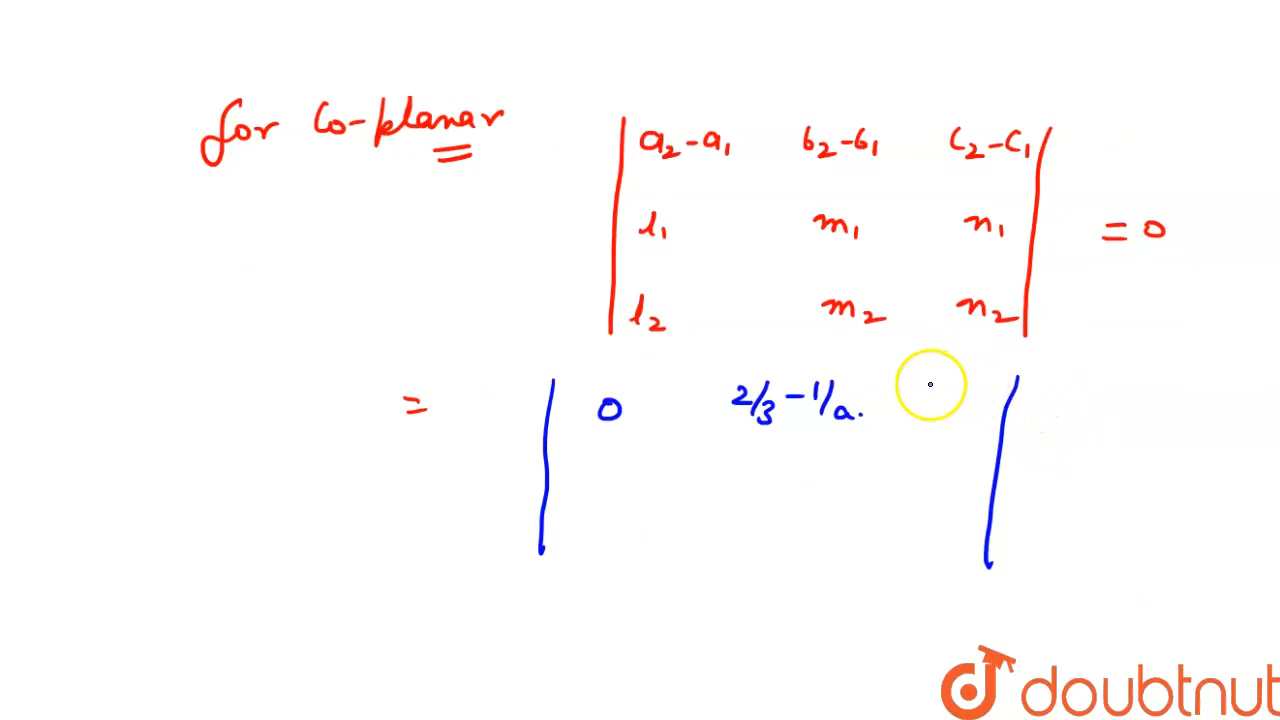 for Co-planar
a₂-a₁ b₂-b₁ c₂-c₁
l₁ m₁ n₁ = 0
l₂ m₂ n₂
= 0 2/3 - 1/a.
doubtnut